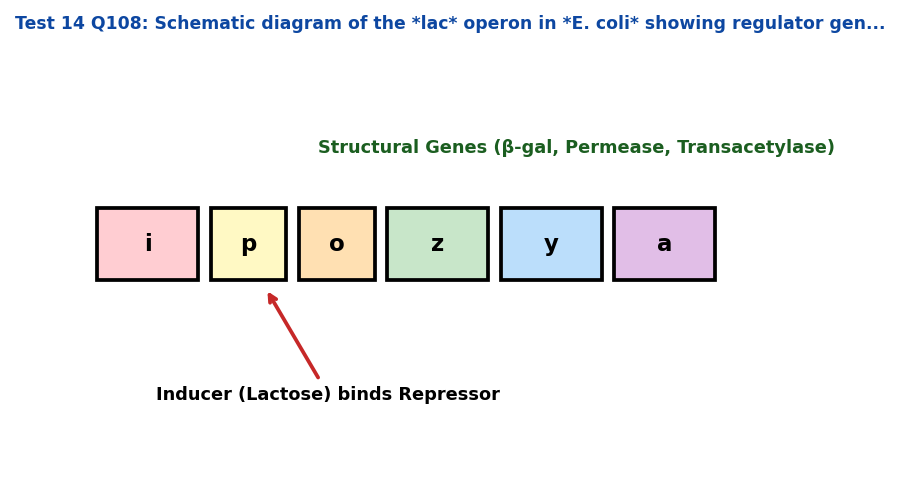 Test 14 Q108: Schematic diagram of the *lac* operon in *E. coli* showing regulator gen...
Structural Genes (β-gal, Permease, Transacetylase)
i p o z y a
Inducer (Lactose) binds Repressor